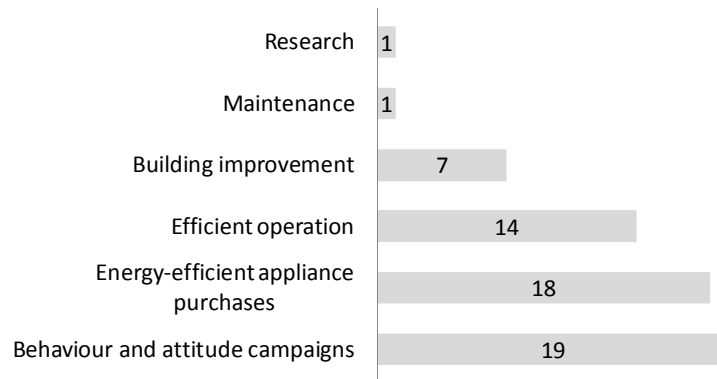 Research
1
Maintenance
1
Building improvement
7
Efficient operation
14
Energy-efficient appliance
purchases
18
Behaviour and attitude campaigns
19